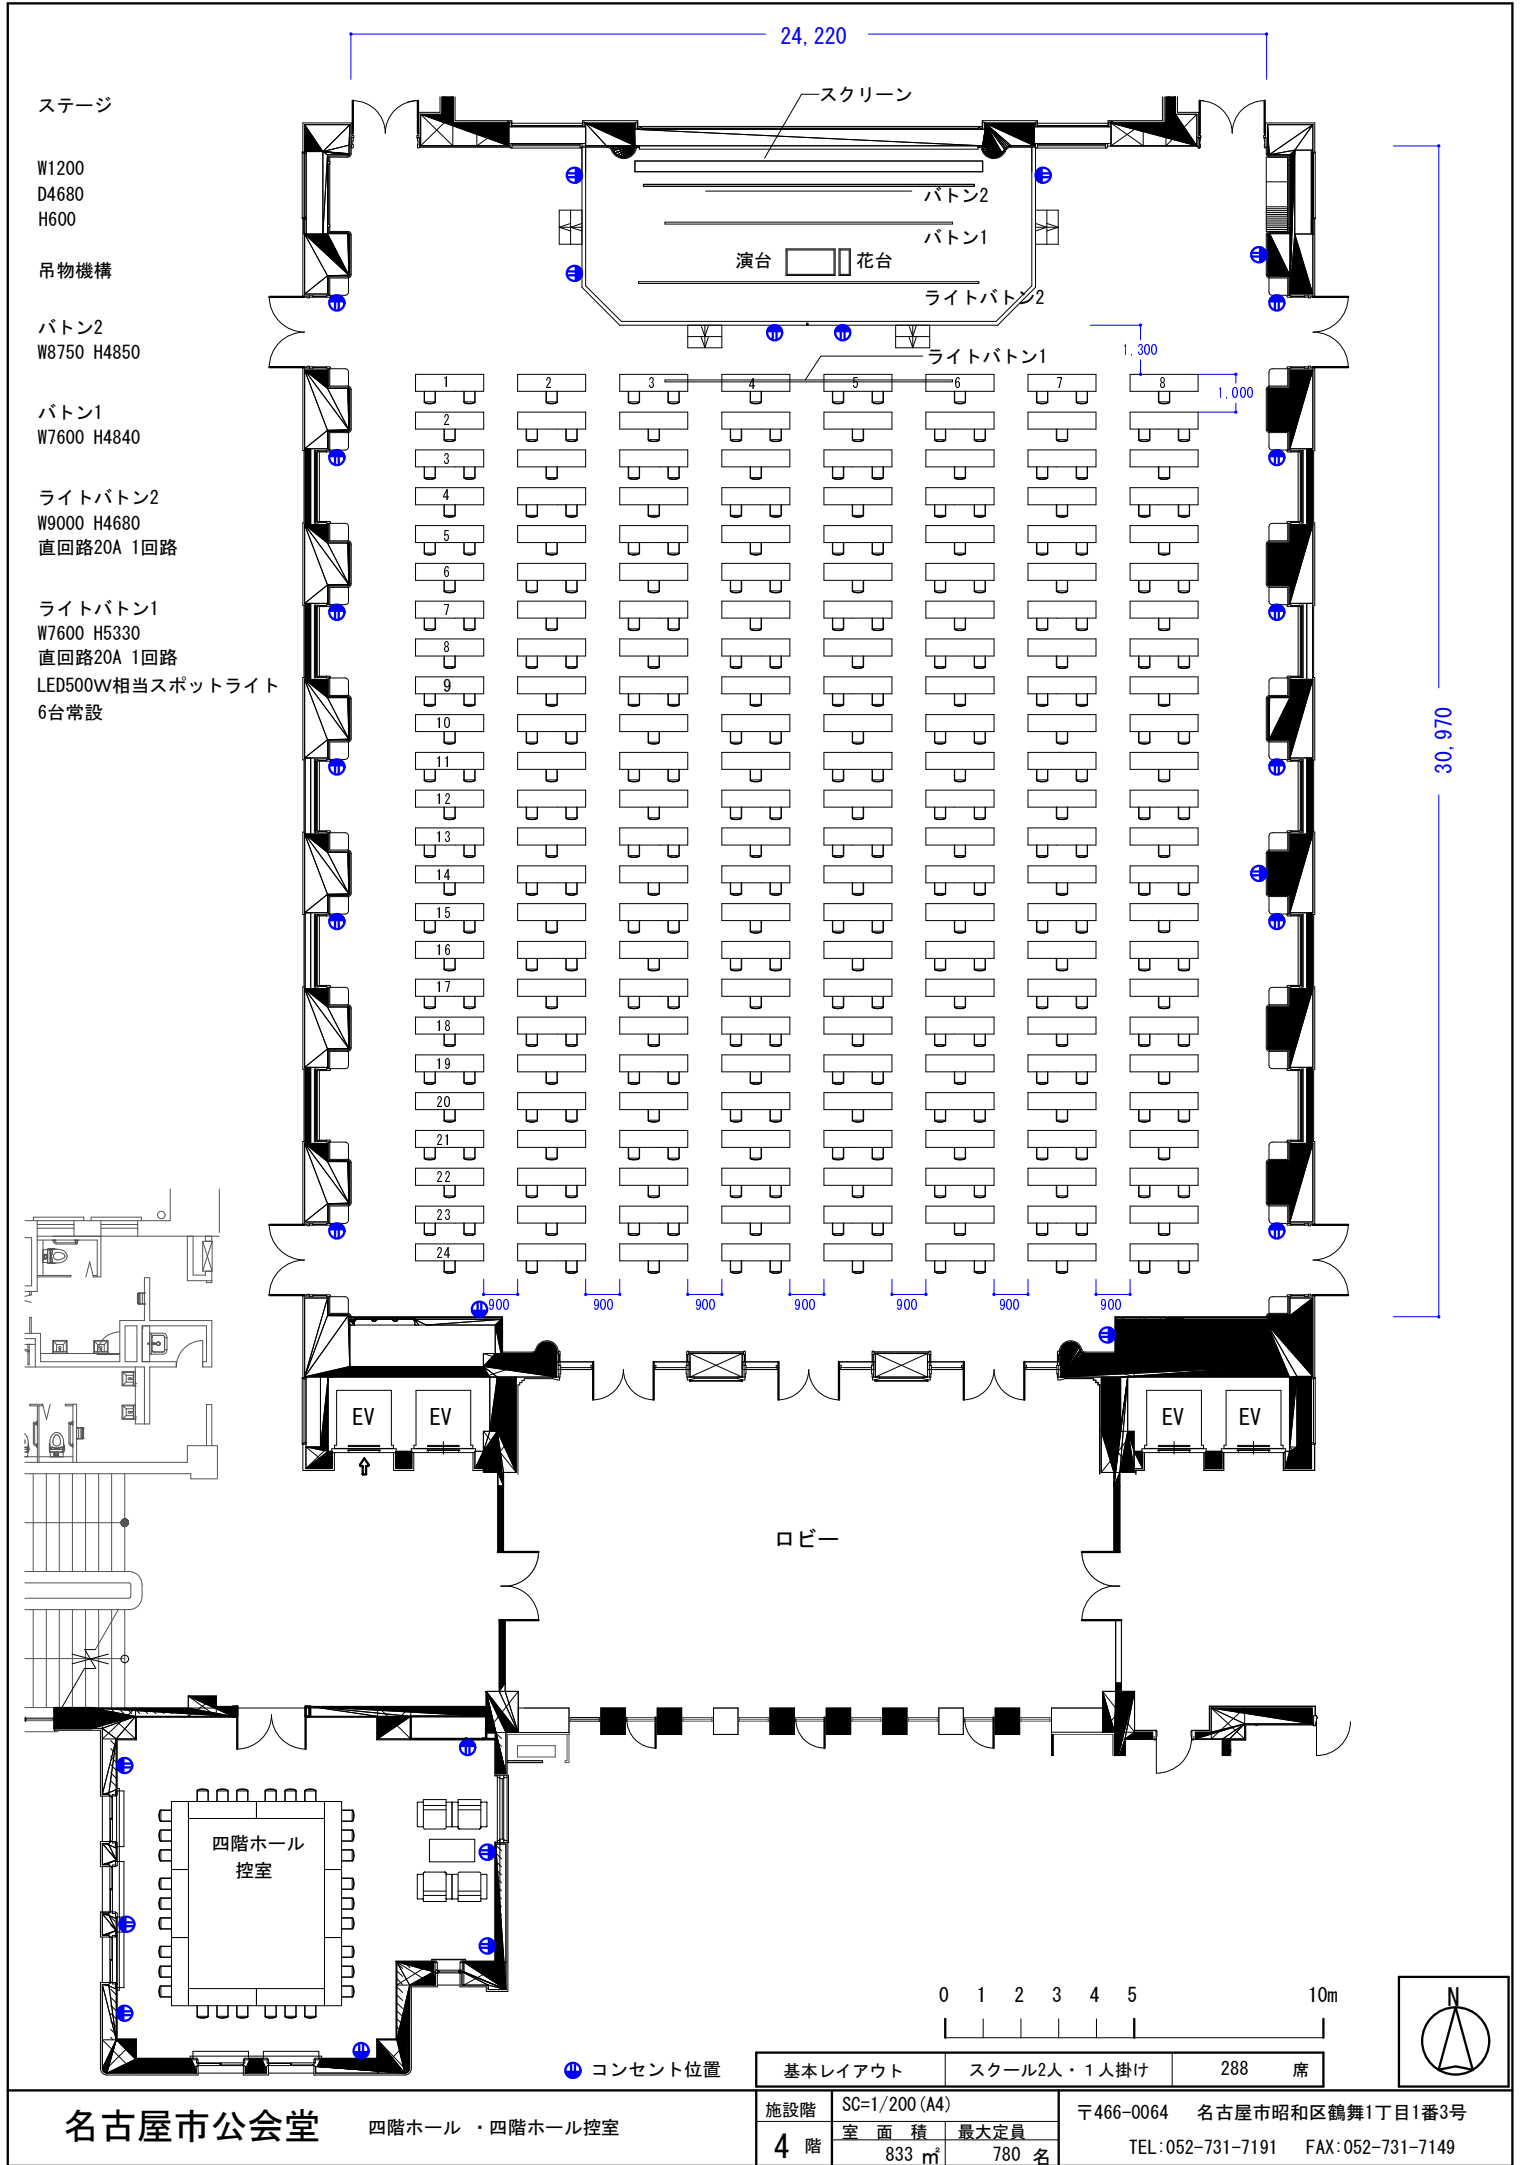 24,220
スクリーン
ステージ
W1200
D4680
H600
吊物機構
バトン2
W8750 H4850
バトン1
W7600 H4840
ライトバトン2
W9000 H4680
直回路20A 1回路
ライトバトン1
W7600 H5330
直回路20A 1回路
LED500W相当スポットライト
6台常設
バトン2
バトン1
演台 花台
ライトバトン2
ライトバトン1
1,300
1,000
30,970
1 2 3 4 5 6 7 8
2
3
4
5
6
7
8
9
10
11
12
13
14
15
16
17
18
19
20
21
22
23
24
900 900 900 900 900 900 900
EV EV EV EV
ロビー
四階ホール
控室
0 1 2 3 4 5 10m
N
コンセント位置
基本レイアウト スクール2人・1人掛け 288 席
名古屋市公会堂 四階ホール ・四階ホール控室
施設階 SC=1/200(A4)
4 階 室 面 積 最大定員
833 ㎡ 780 名
〒466-0064 名古屋市昭和区鶴舞1丁目1番3号
TEL:052-731-7191 FAX:052-731-7149